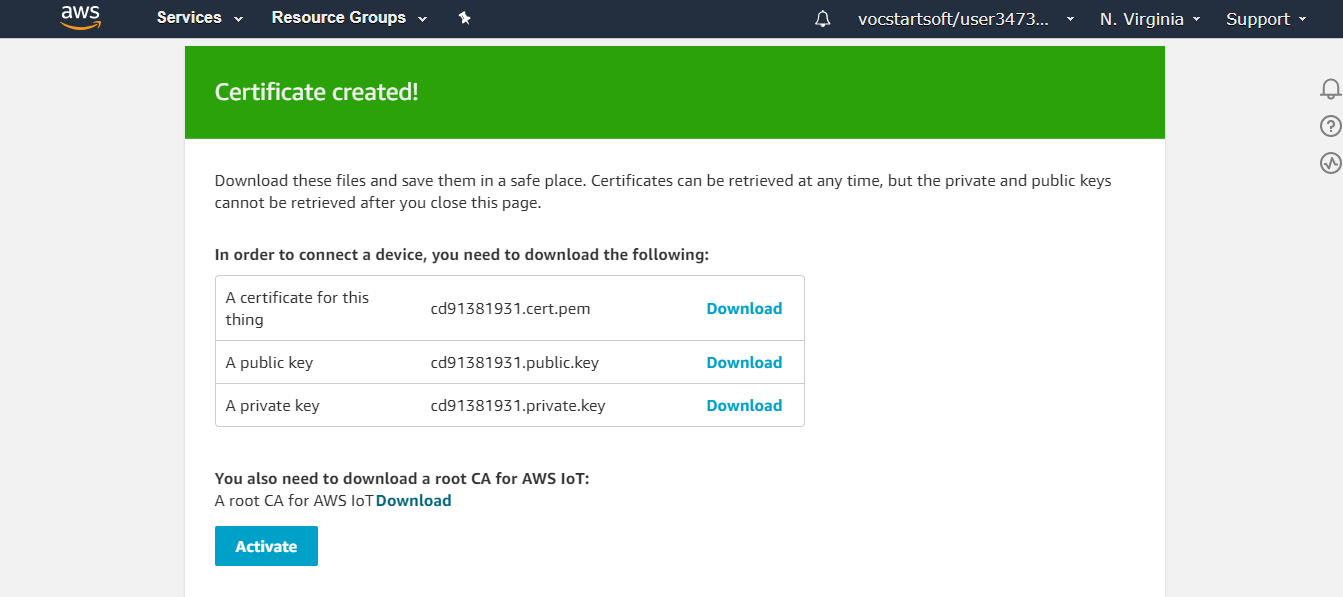 aws Services Resource Groups vocstartsoft/user3473... N. Virginia Support
Certificate created!
Download these files and save them in a safe place. Certificates can be retrieved at any time, but the private and public keys
cannot be retrieved after you close this page.
In order to connect a device, you need to download the following:
A certificate for this
thing
cd91381931.cert.pem Download
A public key cd91381931.public.key Download
A private key cd91381931.private.key Download
You also need to download a root CA for AWS IoT:
A root CA for AWS IoT Download
Activate